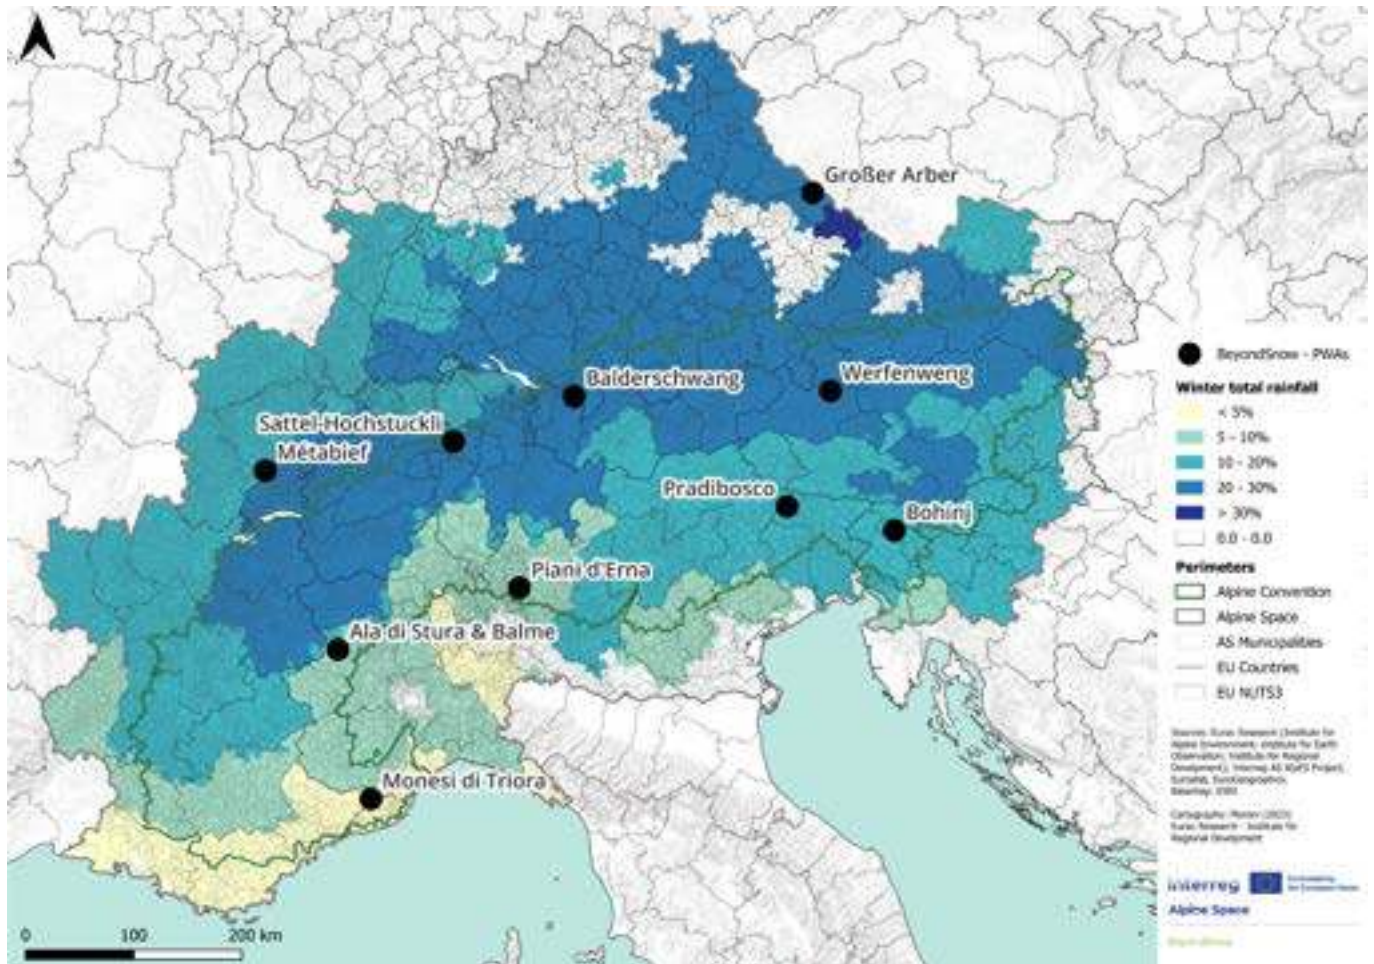 Großer Arber
Balderschwang
Werfenweng
Sattel-Hochstuckli
Métabief
Pradibosco
Bohinj
Piani d'Erna
Ala di Stura & Balme
Monesi di Triora
0 100 200 km
BeyondSnow - PWAs
Winter total rainfall
< 5%
5 - 10%
10 - 20%
20 - 30%
> 30%
0.0 - 0.0
Perimeters
Alpine Convention
Alpine Space
AS Municipalities
EU Countries
EU NUTS3
Interreg
Alpine Space